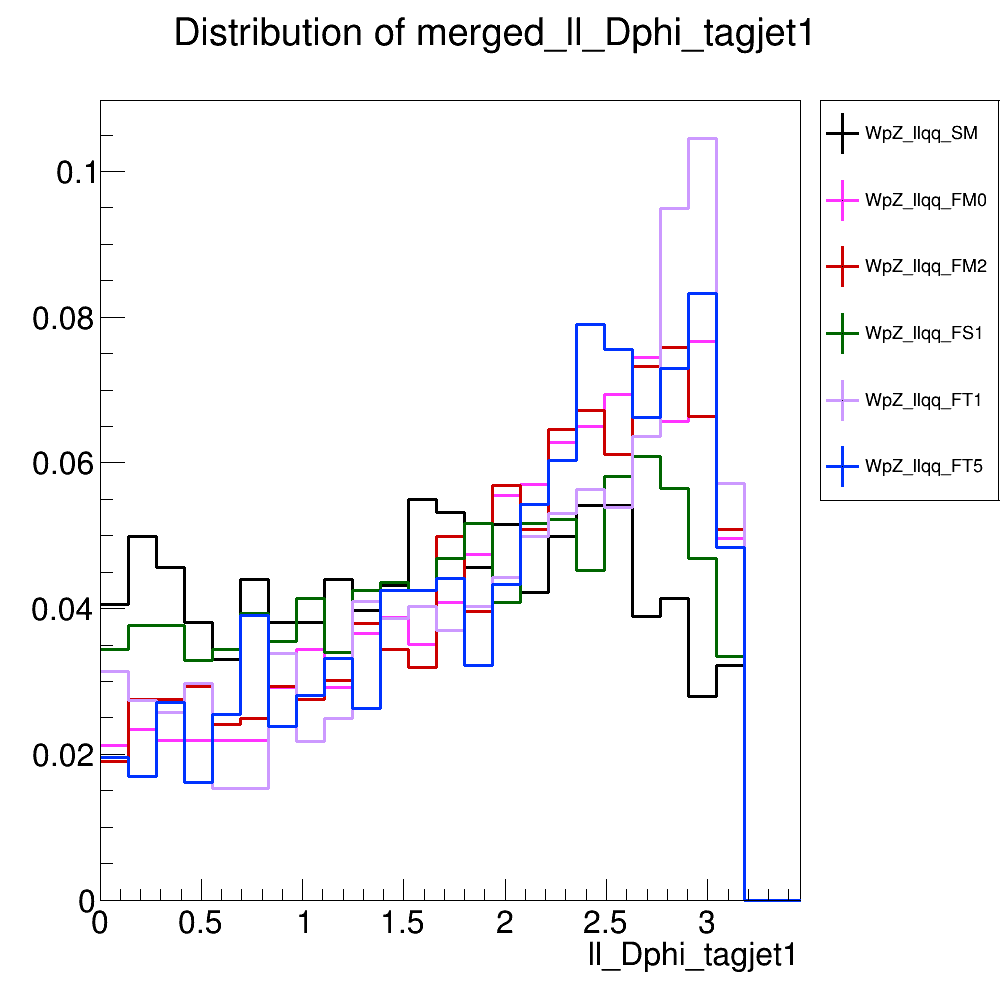 Distribution of merged_ll_Dphi_tagjet1
0.1
0.08
0.06
0.04
0.02
0
0 0.5 1 1.5 2 2.5 3
ll_Dphi_tagjet1
WpZ_llqq_SM
WpZ_llqq_FM0
WpZ_llqq_FM2
WpZ_llqq_FS1
WpZ_llqq_FT1
WpZ_llqq_FT5